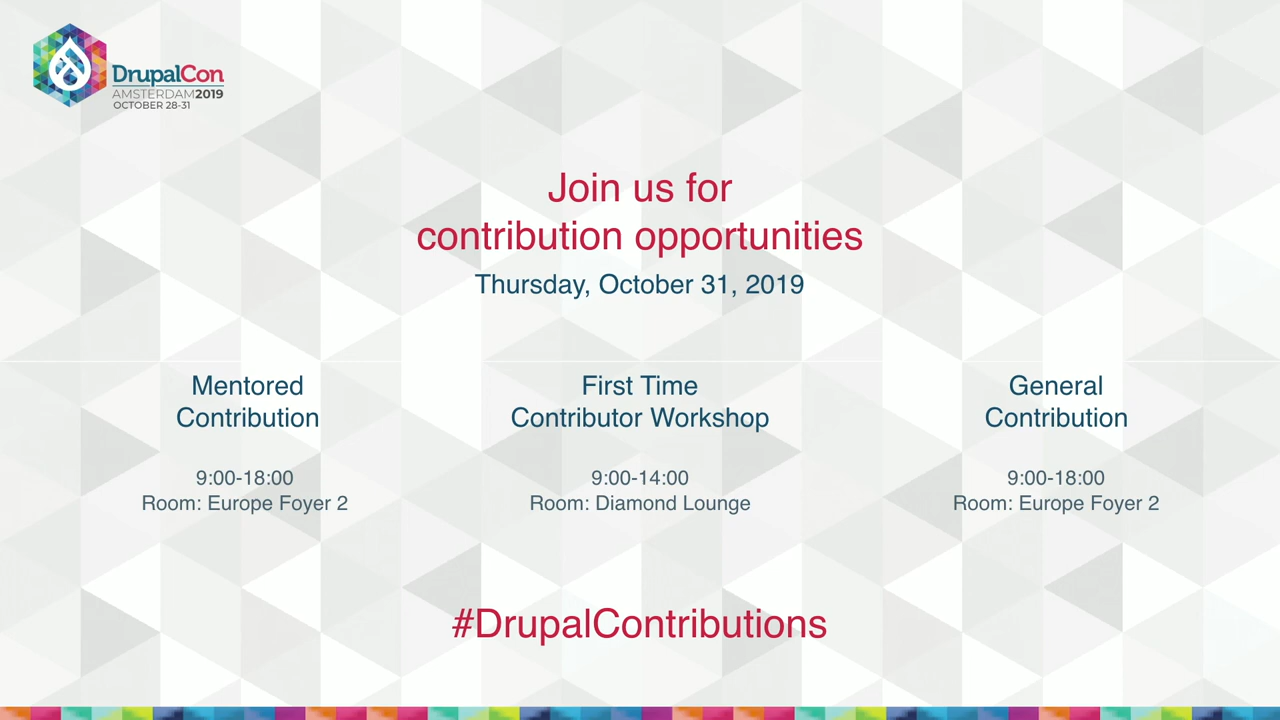 DrupalCon
AMSTERDAM2019
OCTOBER 28-31
Join us for
contribution opportunities
Thursday, October 31, 2019
Mentored
Contribution
9:00-18:00
Room: Europe Foyer 2
First Time
Contributor Workshop
9:00-14:00
Room: Diamond Lounge
General
Contribution
9:00-18:00
Room: Europe Foyer 2
#DrupalContributions